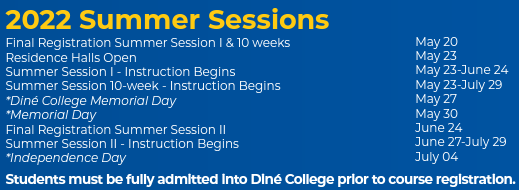 2022 Summer Sessions
Final Registration Summer Session I & 10 weeks May 20
Residence Halls Open May 23
Summer Session I - Instruction Begins May 23-June 24
Summer Session 10-week - Instruction Begins May 23-July 29
*Diné College Memorial Day May 27
*Memorial Day May 30
Final Registration Summer Session II June 24
Summer Session II - Instruction Begins June 27-July 29
*Independence Day July 04
Students must be fully admitted into Diné College prior to course registration.